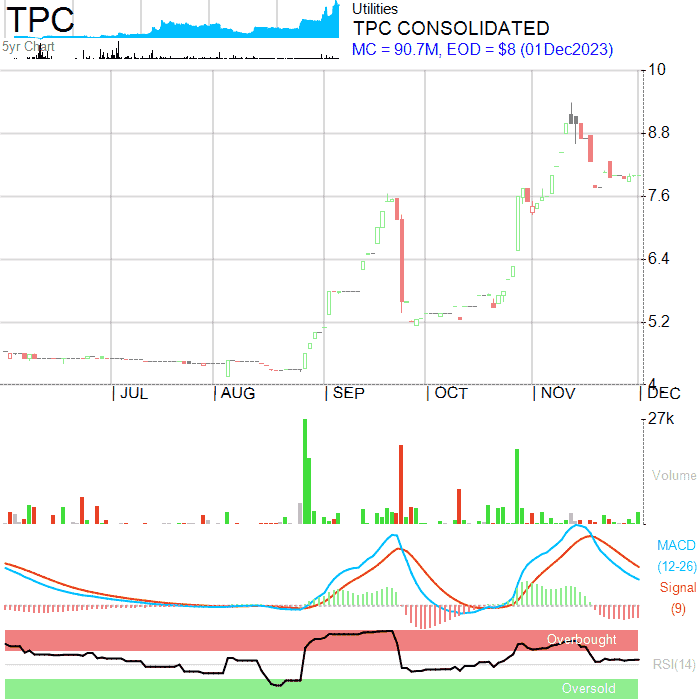 TPC
5yr Chart
Utilities
TPC CONSOLIDATED
MC = 90.7M, EOD = $8 (01Dec2023)
10
8.8
7.6
6.4
5.2
4
| JUL | AUG | SEP | OCT | NOV | DEC
27k
Volume
MACD
(12-26)
Signal
(9)
Overbought
RSI(14)
Oversold